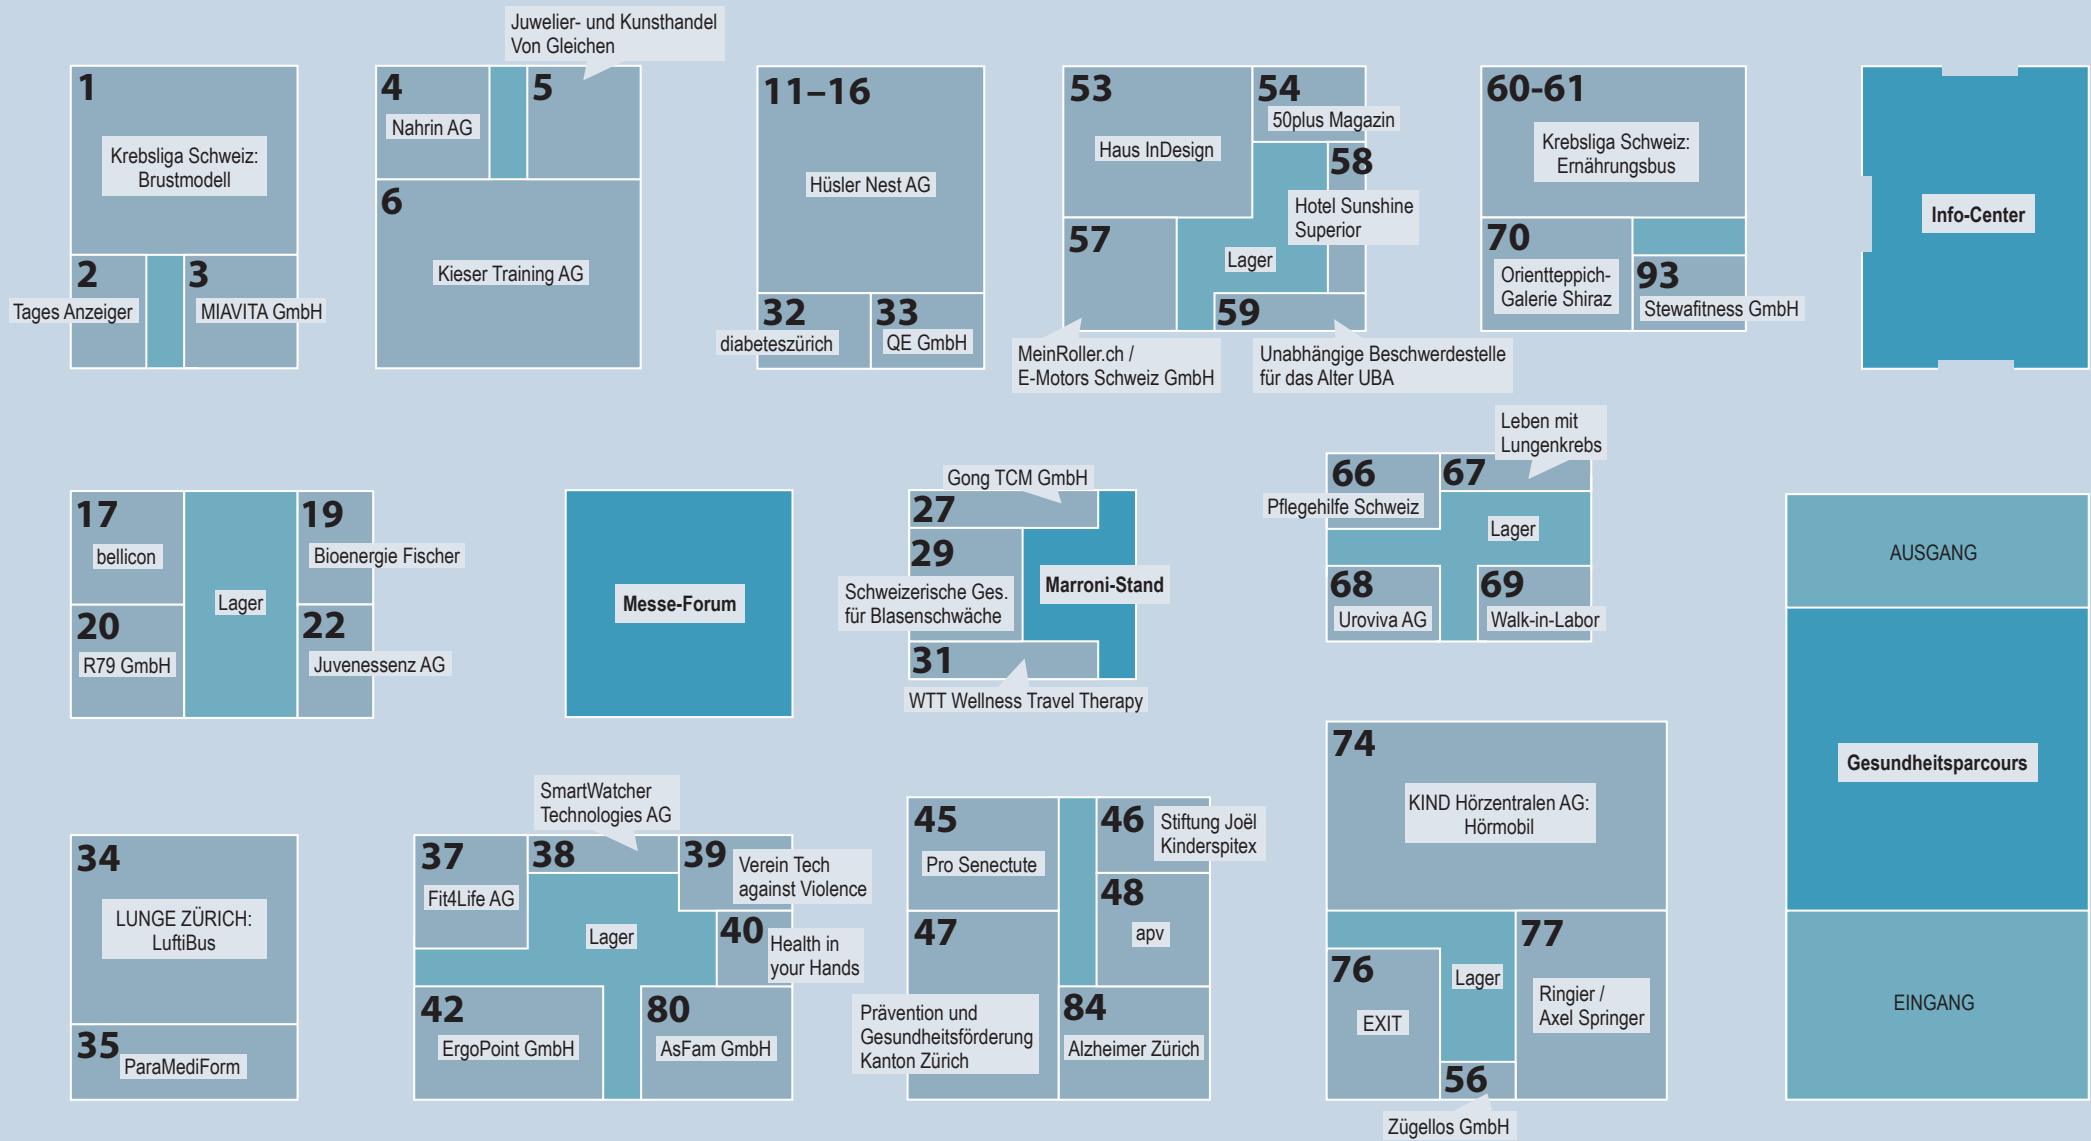 1
Krebsliga Schweiz:
Brustmodell
2
Tages Anzeiger
3
MIAVITA GmbH
4
Nahrin AG
Juwelier- und Kunsthandel
Von Gleichen
5
6
Kieser Training AG
11–16
Hüsler Nest AG
32
diabeteszürich
33
QE GmbH
53
Haus InDesign
54
50plus Magazin
58
Hotel Sunshine
Superior
57
Lager
59
MeinRoller.ch /
E-Motors Schweiz GmbH
Unabhängige Beschwerdestelle
für das Alter UBA
60-61
Krebsliga Schweiz:
Ernährungsbus
70
Orientteppich-
Galerie Shiraz
93
Stewafitness GmbH
Info-Center
17
bellicon
19
Bioenergie Fischer
Lager
20
R79 GmbH
22
Juvenessenz AG
Messe-Forum
Gong TCM GmbH
27
29
Schweizerische Ges.
für Blasenschwäche
Marroni-Stand
31
WTT Wellness Travel Therapy
Leben mit
Lungenkrebs
66
Pflegehilfe Schweiz
67
Lager
68
Uroviva AG
69
Walk-in-Labor
AUSGANG
Gesundheitsparcours
EINGANG
34
LUNGE ZÜRICH:
LuftiBus
35
ParaMediForm
SmartWatcher
Technologies AG
37
Fit4Life AG
38
39
Verein Tech
against Violence
Lager
40
Health in
your Hands
42
ErgoPoint GmbH
80
AsFam GmbH
45
Pro Senectute
46
Stiftung Joël
Kinderspitex
47
Prävention und
Gesundheitsförderung
Kanton Zürich
48
apv
84
Alzheimer Zürich
74
KIND Hörzentralen AG:
Hörmobil
76
EXIT
Lager
77
Ringier /
Axel Springer
56
Zügellos GmbH